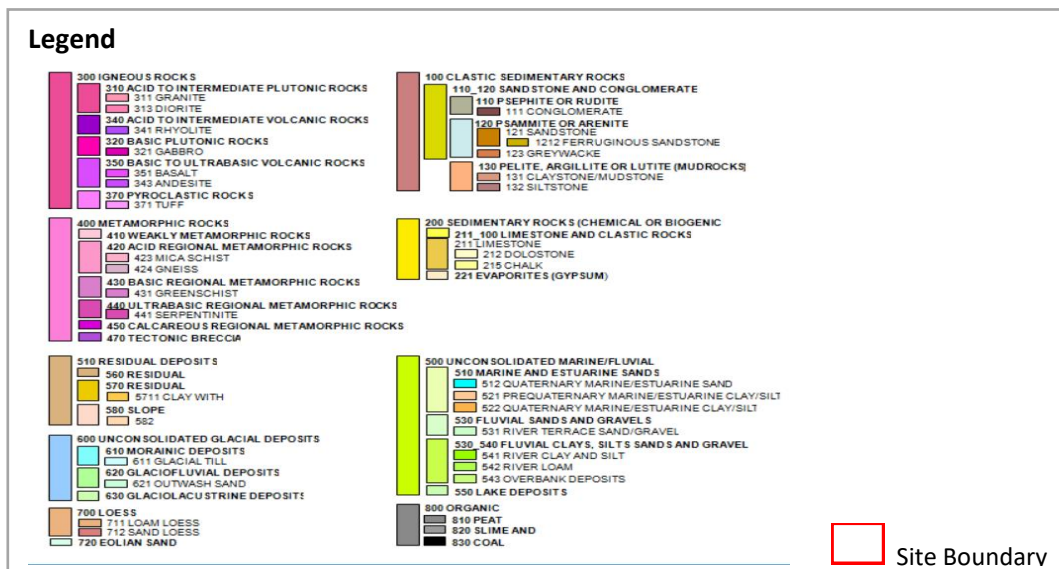 Legend
300 IGNEOUS ROCKS
310 ACID TO INTERMEDIATE PLUTONIC ROCKS
311 GRANITE
313 DIORITE
340 ACID TO INTERMEDIATE VOLCANIC ROCKS
341 RHYOLITE
320 BASIC PLUTONIC ROCKS
321 GABBRO
350 BASIC TO ULTRABASIC VOLCANIC ROCKS
351 BASALT
343 ANDESITE
370 PYROCLASTIC ROCKS
371 TUFF
400 METAMORPHIC ROCKS
410 WEAKLY METAMORPHIC ROCKS
420 ACID REGIONAL METAMORPHIC ROCKS
423 MICA SCHIST
424 GNEISS
430 BASIC REGIONAL METAMORPHIC ROCKS
431 GREENSCHIST
440 ULTRABASIC REGIONAL METAMORPHIC ROCKS
441 SERPENTINITE
450 CALCAREOUS REGIONAL METAMORPHIC ROCKS
470 TECTONIC BRECCIA
510 RESIDUAL DEPOSITS
560 RESIDUAL
570 RESIDUAL
5711 CLAY WITH
580 SLOPE
582
600 UNCONSOLIDATED GLACIAL DEPOSITS
610 MORAINIC DEPOSITS
611 GLACIAL TILL
620 GLACIOFLUVIAL DEPOSITS
621 OUTWASH SAND
630 GLACIOLACUSTRINE DEPOSITS
700 LOESS
711 LOAM LOESS
712 SAND LOESS
720 EOLIAN SAND
100 CLASTIC SEDIMENTARY ROCKS
110_120 SANDSTONE AND CONGLOMERATE
110 PSEPHITE OR RUDITE
111 CONGLOMERATE
120 PSAMMITE OR ARENITE
121 SANDSTONE
1212 FERRUGINOUS SANDSTONE
123 GREYWACKE
130 PELITE, ARGILLITE OR LUTITE (MUDROCKS)
131 CLAYSTONE/MUDSTONE
132 SILTSTONE
200 SEDIMENTARY ROCKS (CHEMICAL OR BIOGENIC
211_100 LIMESTONE AND CLASTIC ROCKS
211 LIMESTONE
212 DOLOSTONE
215 CHALK
221 EVAPORITES (GYPSUM)
500 UNCONSOLIDATED MARINE/FLUVIAL
510 MARINE AND ESTUARINE SANDS
512 QUATERNARY MARINE/ESTUARINE SAND
521 PREQUATERNARY MARINE/ESTUARINE CLAY/SILT
522 QUATERNARY MARINE/ESTUARINE CLAY/SILT
530 FLUVIAL SANDS AND GRAVELS
531 RIVER TERRACE SAND/GRAVEL
530_540 FLUVIAL CLAYS, SILTS SANDS AND GRAVEL
541 RIVER CLAY AND SILT
542 RIVER LOAM
543 OVERBANK DEPOSITS
550 LAKE DEPOSITS
800 ORGANIC
810 PEAT
820 SLIME AND
830 COAL
Site Boundary